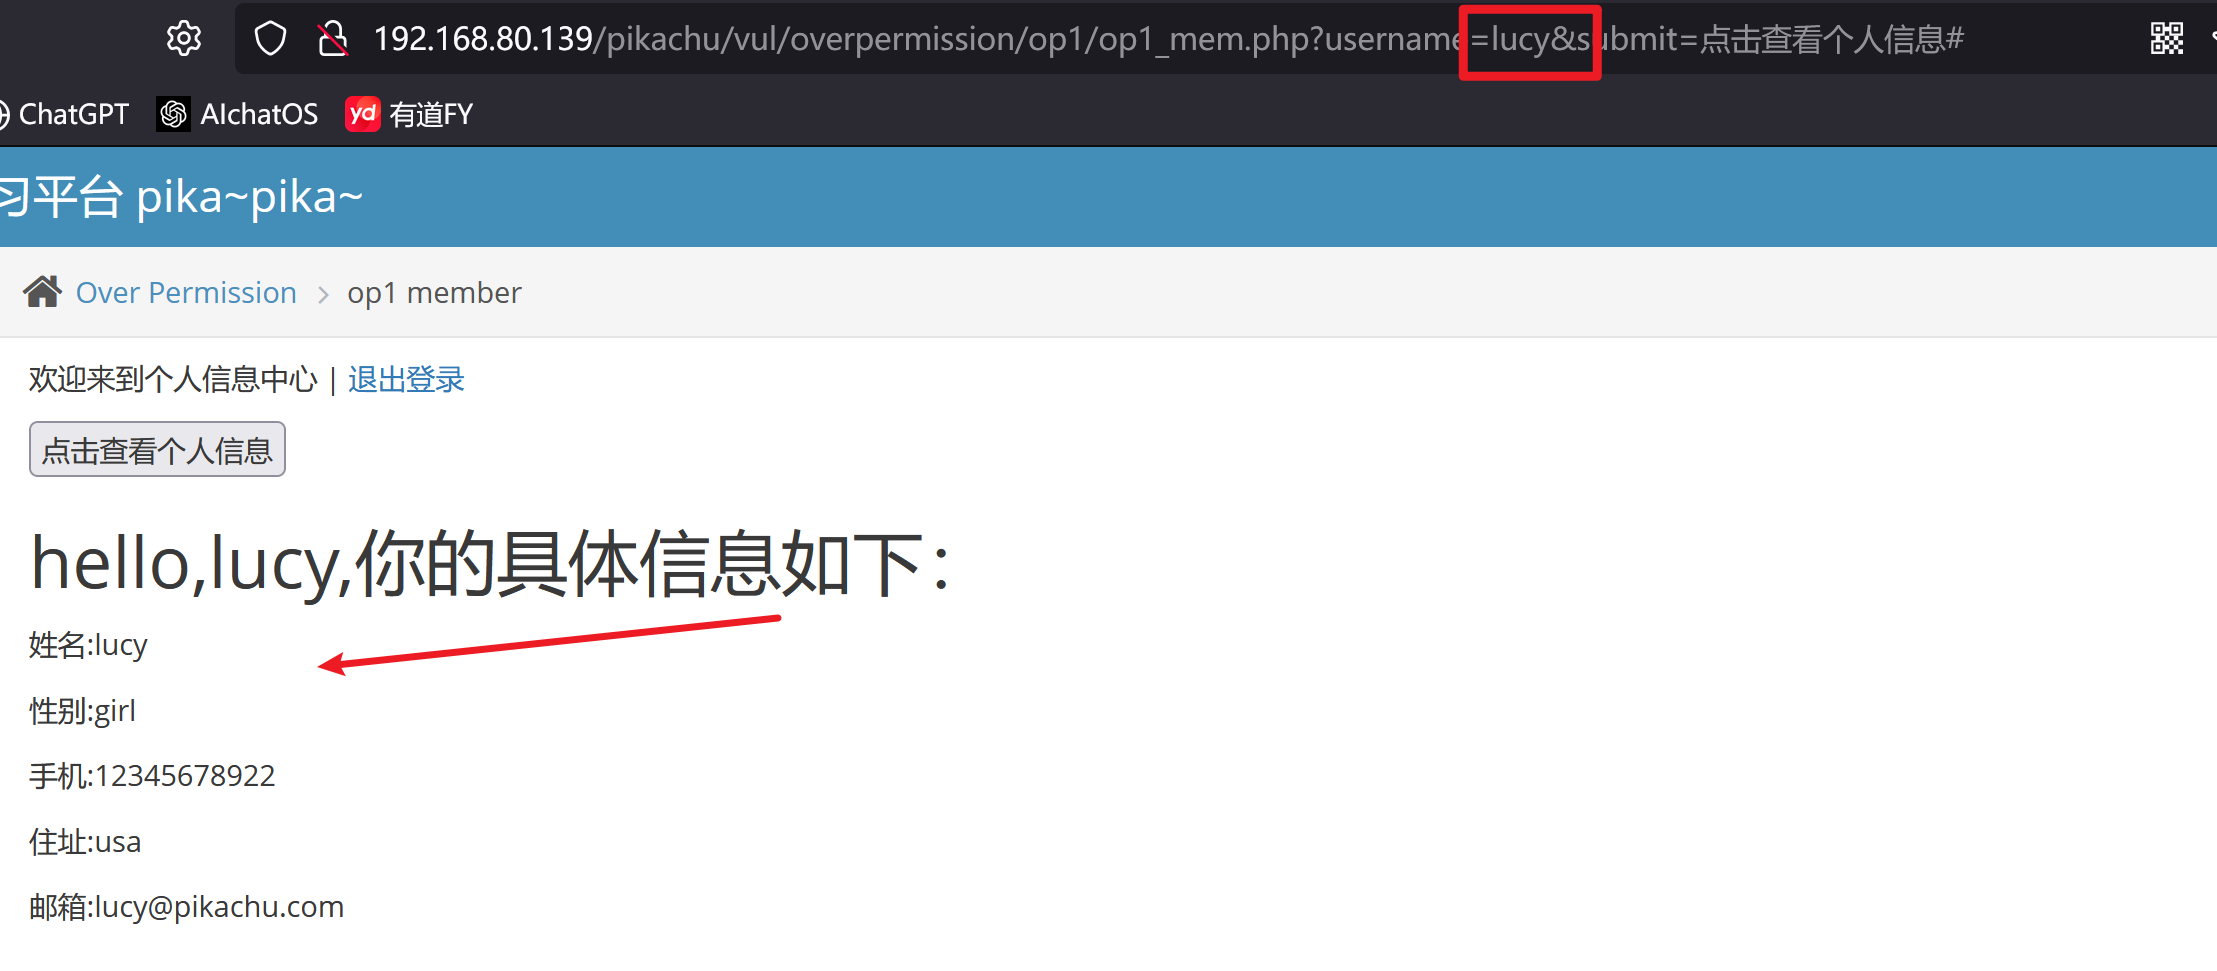 192.168.80.139/pikachu/vul/overpermission/op1/op1_mem.php?username=lucy&submit=点击查看个人信息#
ChatGPT AIchatOS yd 有道FY
习平台 pika~pika~
Over Permission > op1 member
欢迎来到个人信息中心 | 退出登录
点击查看个人信息
hello,lucy,你的具体信息如下:
姓名:lucy
性别:girl
手机:12345678922
住址:usa
邮箱:lucy@pikachu.com